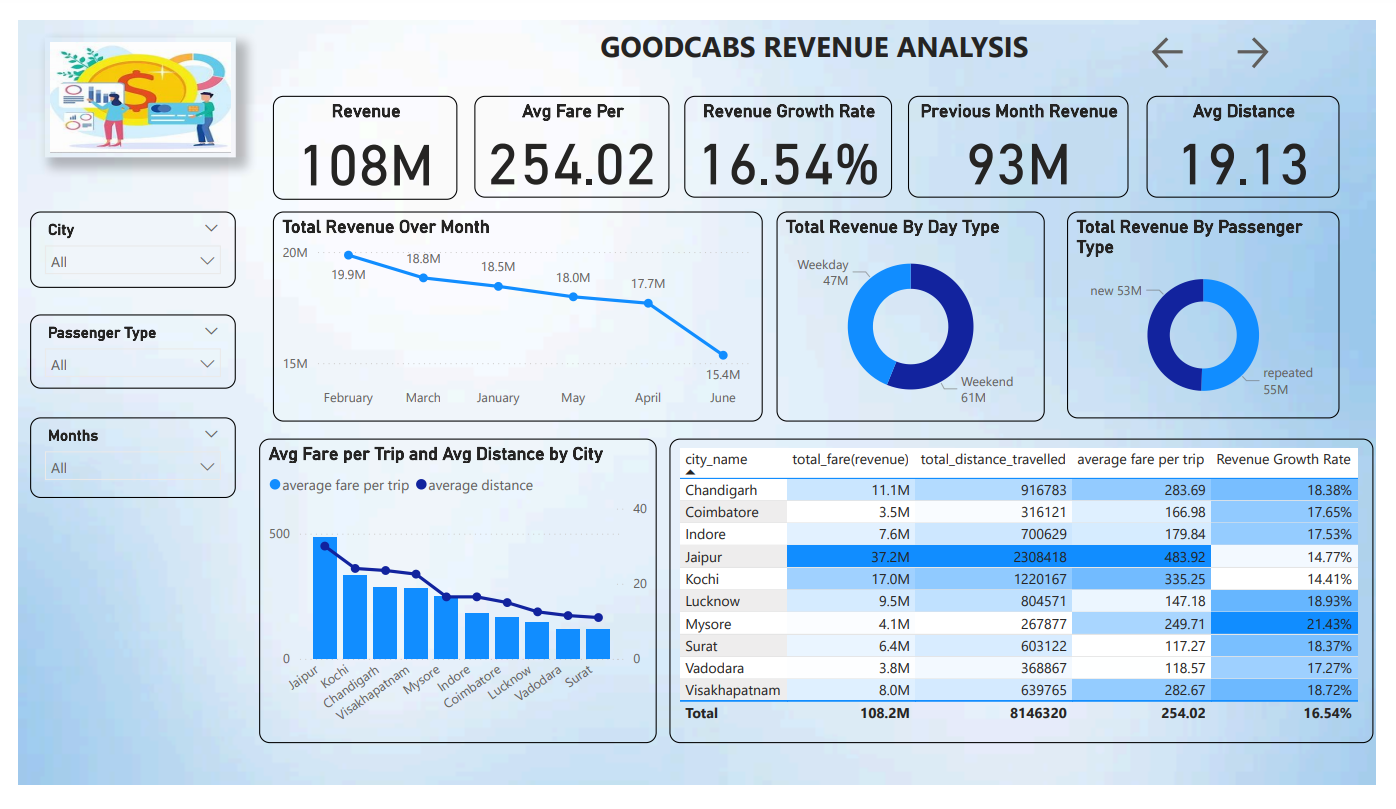 GOODCABS REVENUE ANALYSIS
Revenue
108M
Avg Fare Per
254.02
Revenue Growth Rate
16.54%
Previous Month Revenue
93M
Avg Distance
19.13
City
All
Passenger Type
All
Months
All
Total Revenue Over Month
20M
15M
19.9M
18.8M
18.5M
18.0M
17.7M
15.4M
February March January May April June
Total Revenue By Day Type
Weekday
47M
Weekend
61M
Total Revenue By Passenger
Type
new 53M
repeated
55M
Avg Fare per Trip and Avg Distance by City
average fare per trip average distance
500
0
40
20
0
Jaipur
Kochi
Chandigarh
Visakhapatnam
Mysore
Indore
Coimbatore
Lucknow
Vadodara
Surat
city_name total_fare(revenue) total_distance_travelled average fare per trip Revenue Growth Rate
Chandigarh 11.1M 916783 283.69 18.38%
Coimbatore 3.5M 316121 166.98 17.65%
Indore 7.6M 700629 179.84 17.53%
Jaipur 37.2M 2308418 483.92 14.77%
Kochi 17.0M 1220167 335.25 14.41%
Lucknow 9.5M 804571 147.18 18.93%
Mysore 4.1M 267877 249.71 21.43%
Surat 6.4M 603122 117.27 18.37%
Vadodara 3.8M 368867 118.57 17.27%
Visakhapatnam 8.0M 639765 282.67 18.72%
Total 108.2M 8146320 254.02 16.54%